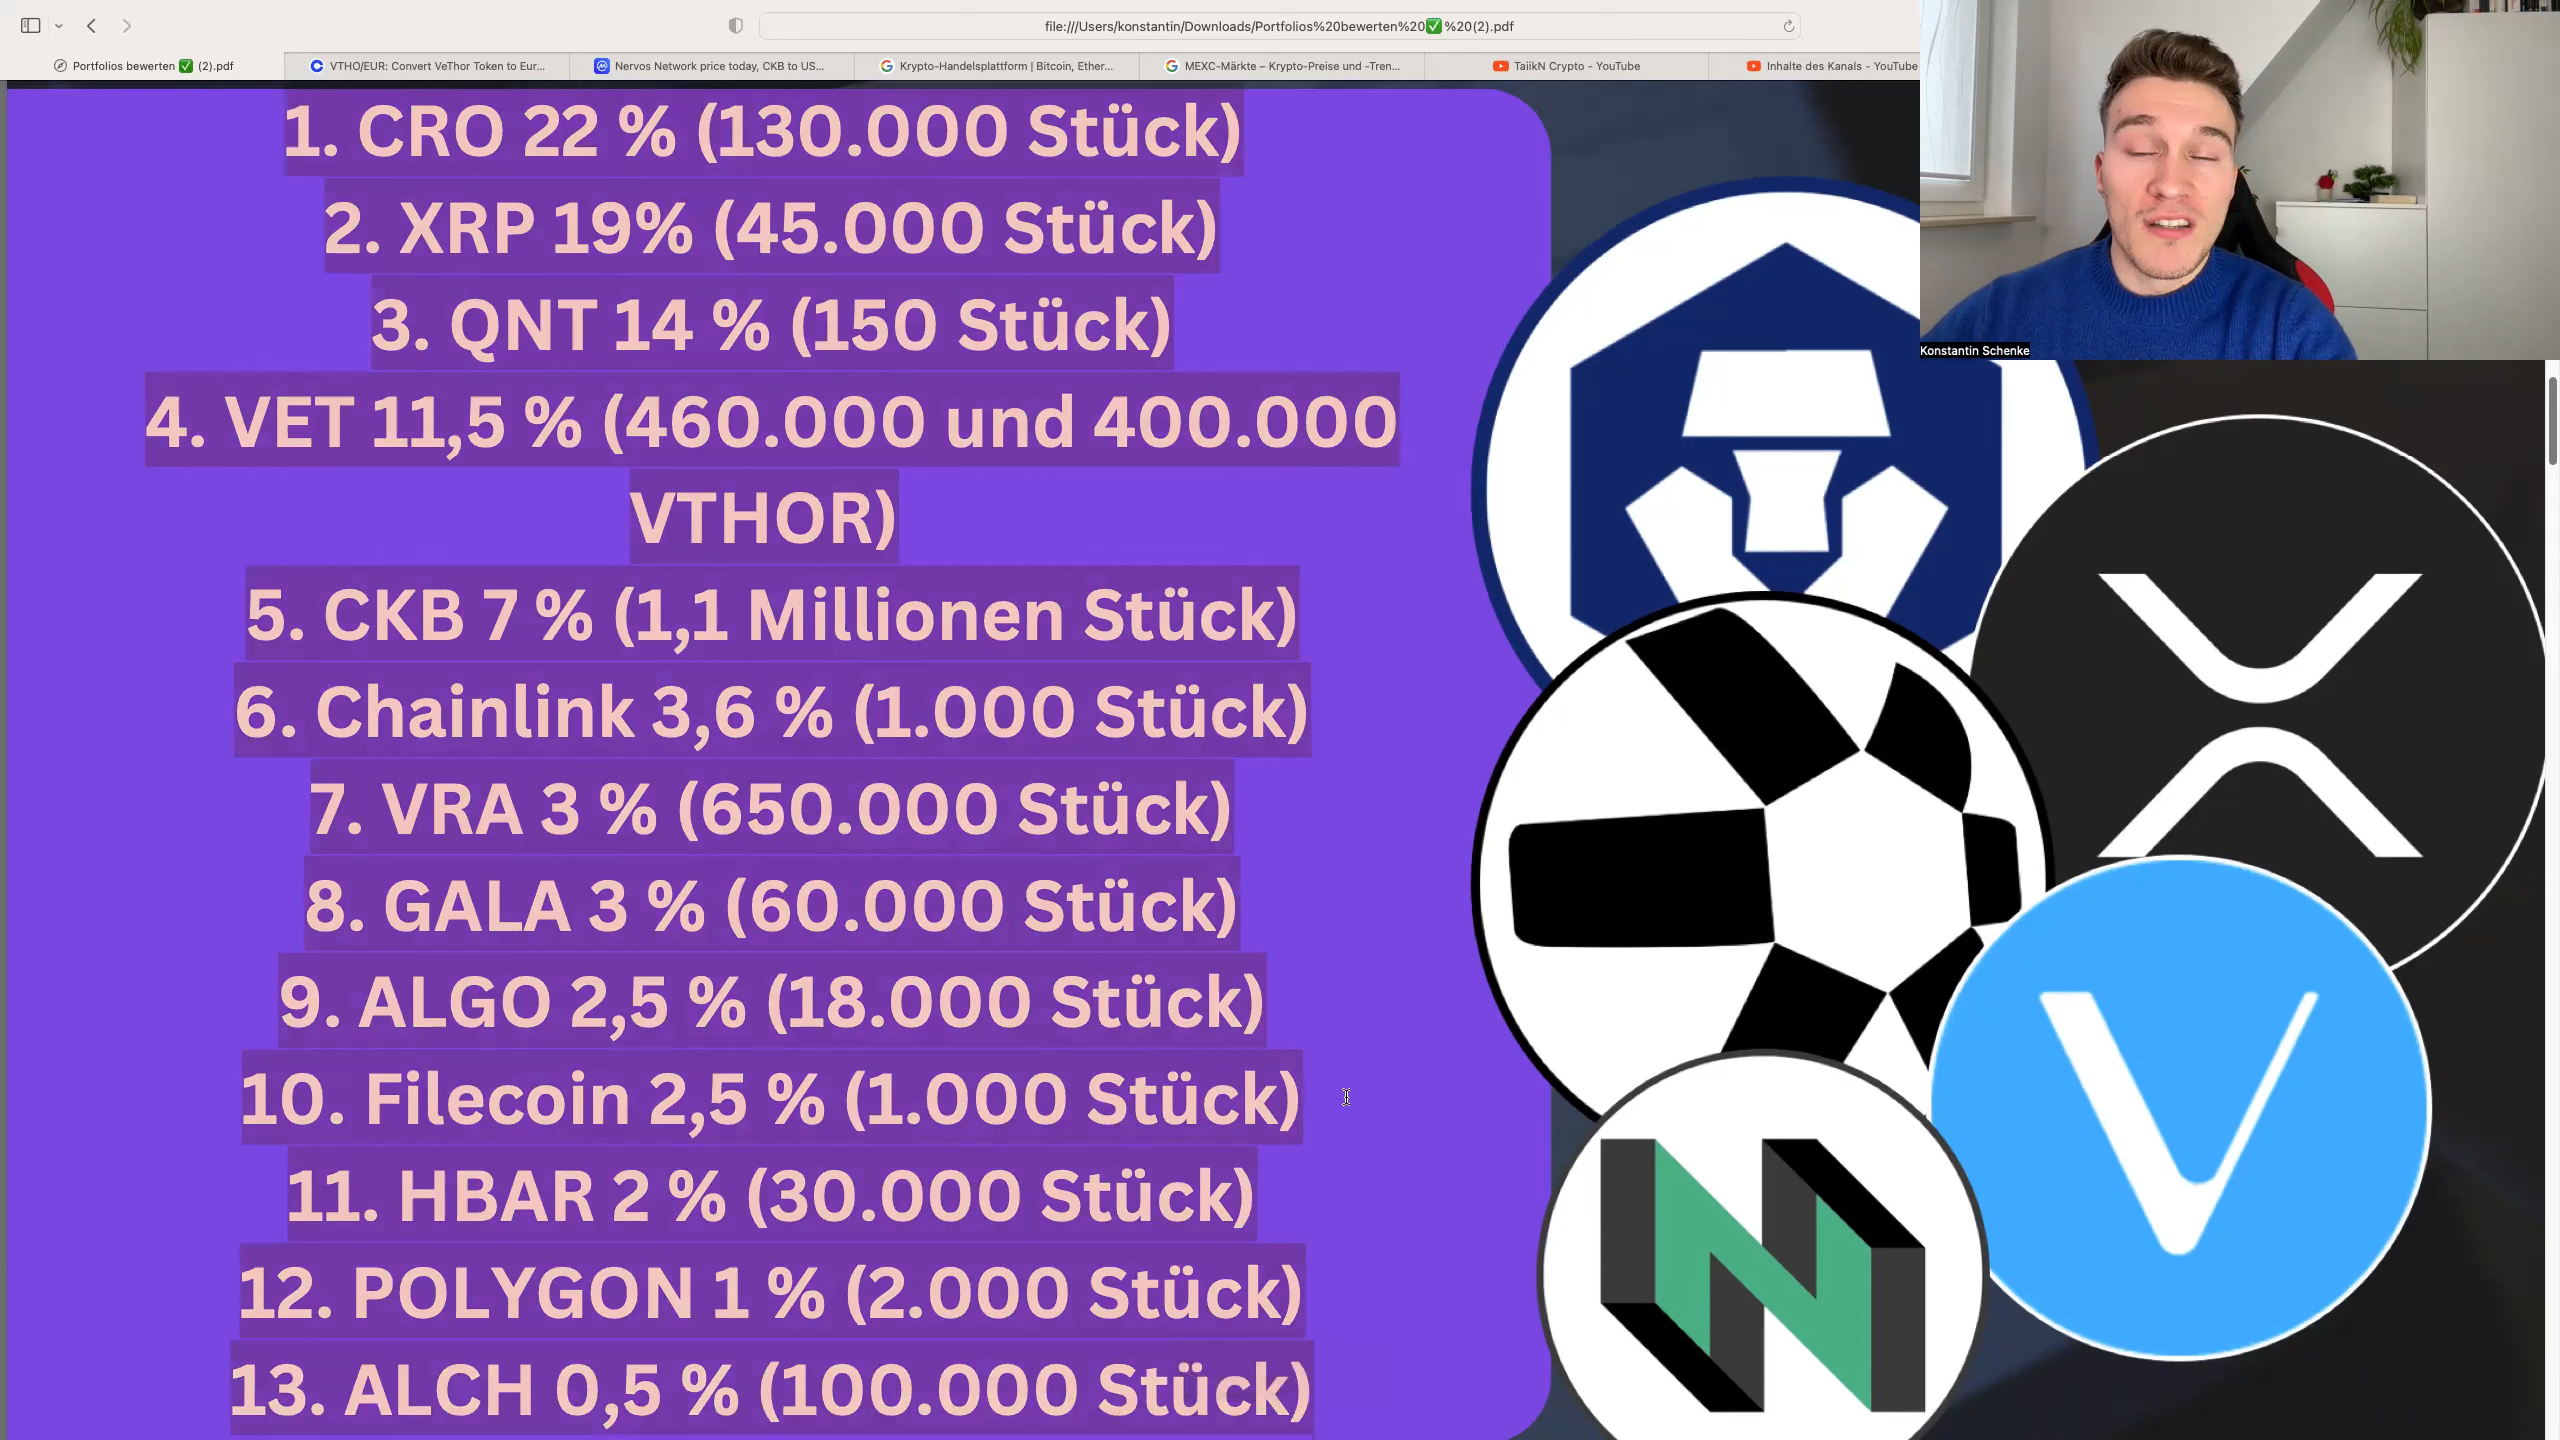 file:///Users/konstantin/Downloads/Portfolios%20bewerten%20✅%20(2).pdf
Portfolios bewerten ✅ (2).pdf
VTHO/EUR: Convert VeThor Token to Eur...
Nervos Network price today, CKB to US...
Krypto-Handelsplattform | Bitcoin, Ether...
MEXC-Märkte – Krypto-Preise und -Tren...
TaiikN Crypto - YouTube
Inhalte des Kanals - YouTube
1. CRO 22 % (130.000 Stück)
2. XRP 19% (45.000 Stück)
3. QNT 14 % (150 Stück)
4. VET 11,5 % (460.000 und 400.000
VTHOR)
5. CKB 7 % (1,1 Millionen Stück)
6. Chainlink 3,6 % (1.000 Stück)
7. VRA 3 % (650.000 Stück)
8. GALA 3 % (60.000 Stück)
9. ALGO 2,5 % (18.000 Stück)
10. Filecoin 2,5 % (1.000 Stück)
11. HBAR 2 % (30.000 Stück)
12. POLYGON 1 % (2.000 Stück)
13. ALCH 0,5 % (100.000 Stück)
Konstantin Schenke